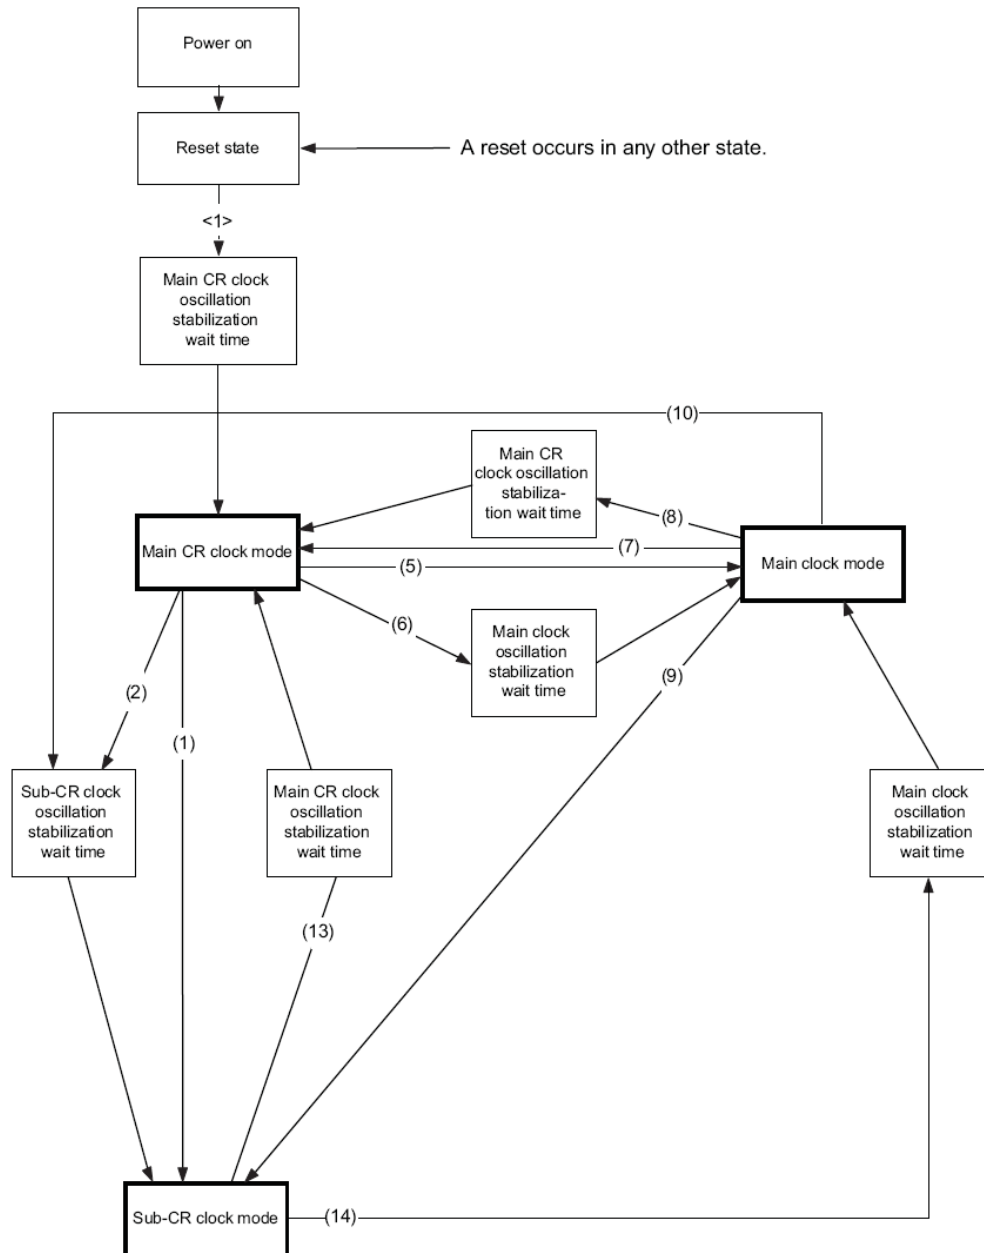 Power on
Reset state
A reset occurs in any other state.
<1>
Main CR clock
oscillation
stabilization
wait time
(10)
Main CR
clock oscillation
stabiliza-
tion wait time
(8)
Main CR clock mode
(7)
(5)
Main clock mode
(6)
Main clock
oscillation
stabilization
wait time
(9)
(2)
(1)
Sub-CR clock
oscillation
stabilization
wait time
Main CR clock
oscillation
stabilization
wait time
Main clock
oscillation
stabilization
wait time
(13)
Sub-CR clock mode
(14)